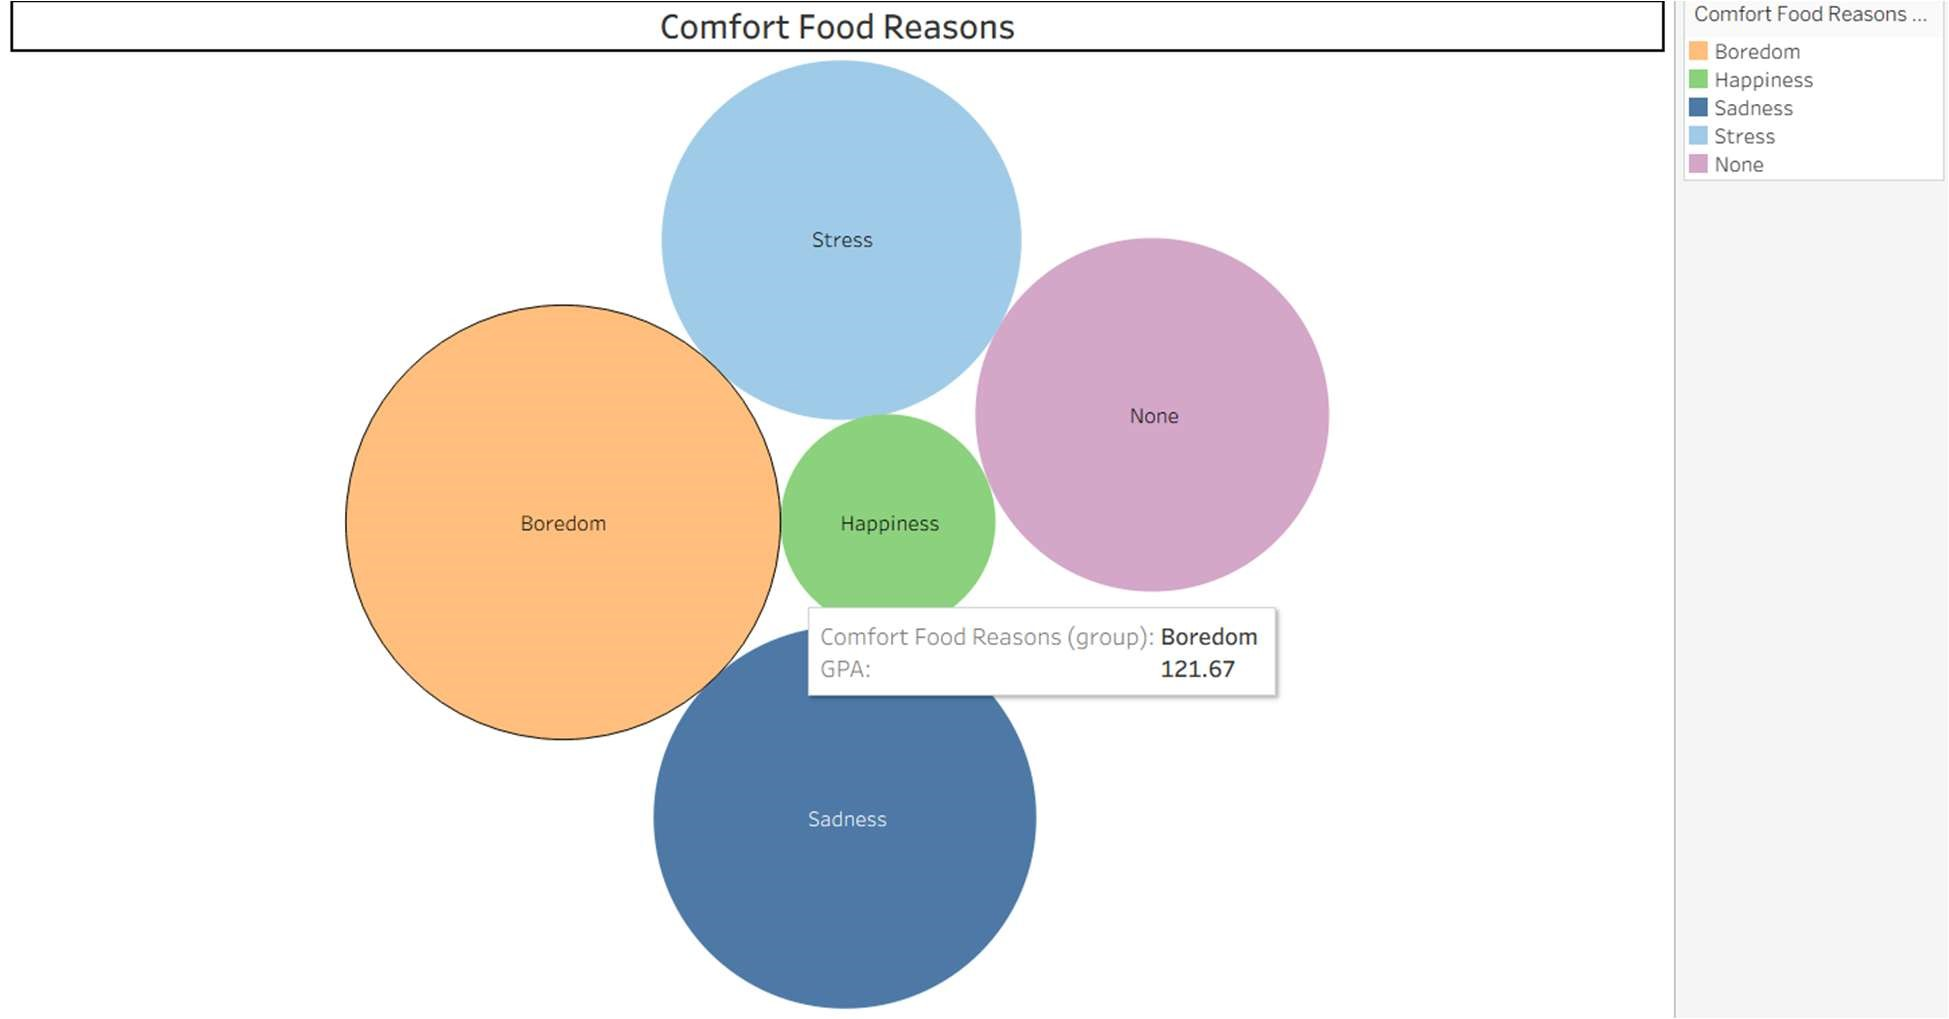 Comfort Food Reasons
Comfort Food Reasons ...
Boredom
Happiness
Sadness
Stress
None
Stress
None
Boredom
Happiness
Comfort Food Reasons (group): Boredom
GPA: 121.67
Sadness